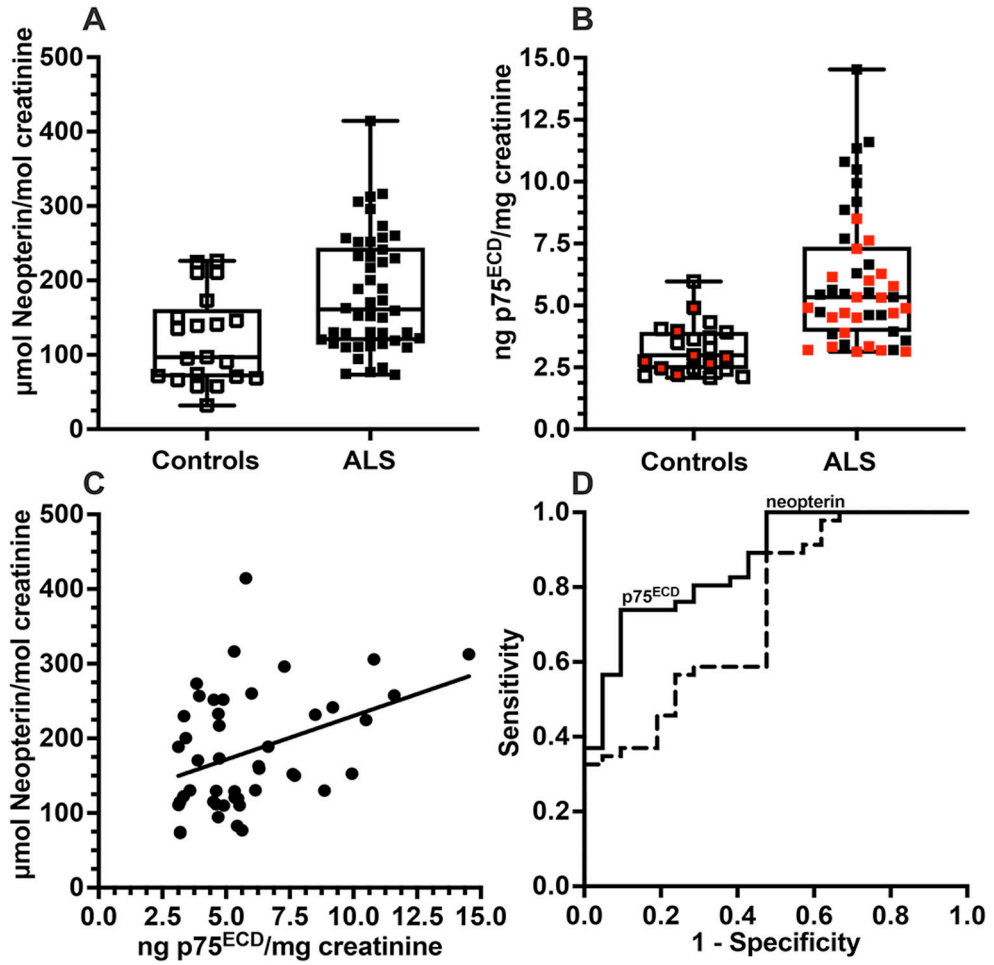 A
µmol Neopterin/mol creatinine
500
400
300
200
100
0
Controls
ALS
B
ng p75ECD/mg creatinine
15.0
12.5
10.0
7.5
5.0
2.5
0.0
Controls
ALS
C
µmol Neopterin/mol creatinine
500
400
300
200
100
0
0.0 2.5 5.0 7.5 10.0 12.5 15.0
ng p75ECD/mg creatinine
D
neopterin
p75ECD
Sensitivity
1.0
0.8
0.6
0.4
0.2
0.0
0.0 0.2 0.4 0.6 0.8 1.0
1 - Specificity